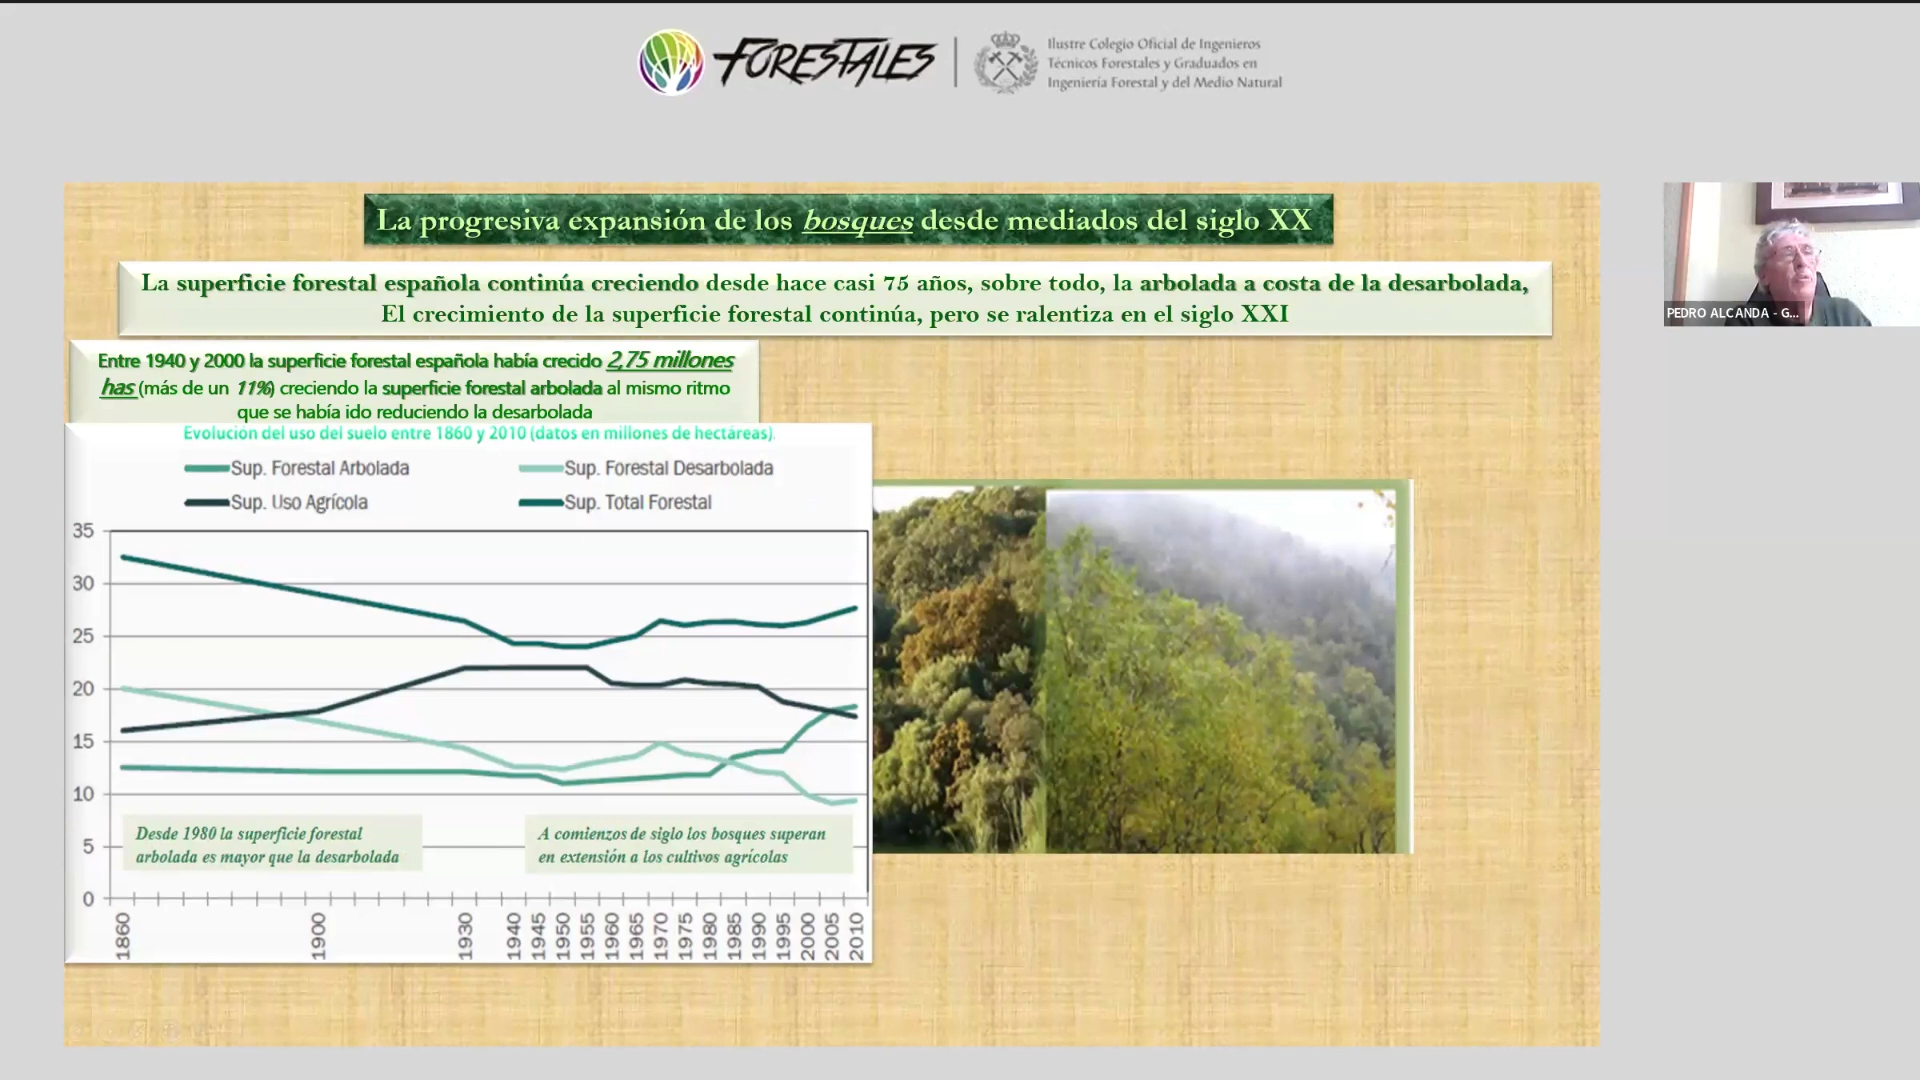 FORESTALES
Ilustre Colegio Oficial de Ingenieros
Técnicos Forestales y Graduados en
Ingeniería Forestal y del Medio Natural
La progresiva expansión de los bosques desde mediados del siglo XX
La superficie forestal española continúa creciendo desde hace casi 75 años, sobre todo, la arbolada a costa de la desarbolada,
El crecimiento de la superficie forestal continúa, pero se ralentiza en el siglo XXI
PEDRO ALCANDA - G...
Entre 1940 y 2000 la superficie forestal española había crecido 2,75 millones
has (más de un 11%) creciendo la superficie forestal arbolada al mismo ritmo
que se había ido reduciendo la desarbolada
Evolución del uso del suelo entre 1860 y 2010 (datos en millones de hectáreas).
Sup. Forestal Arbolada
Sup. Forestal Desarbolada
Sup. Uso Agrícola
Sup. Total Forestal
35
30
25
20
15
10
5
0
Desde 1980 la superficie forestal
arbolada es mayor que la desarbolada
A comienzos de siglo los bosques superan
en extensión a los cultivos agrícolas
1860
1900
1930
1940
1945
1950
1955
1960
1965
1970
1975
1980
1985
1990
1995
2000
2005
2010